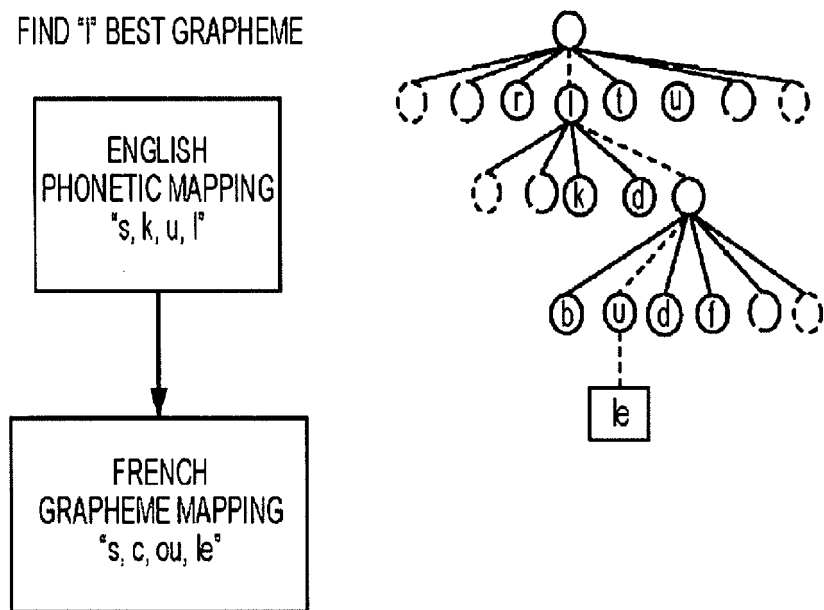 FIND "l" BEST GRAPHEME
ENGLISH
PHONETIC MAPPING
"s, k, u, l"
FRENCH
GRAPHEME MAPPING
"s, c, ou, le"
r l t u
k d
b u d f
le